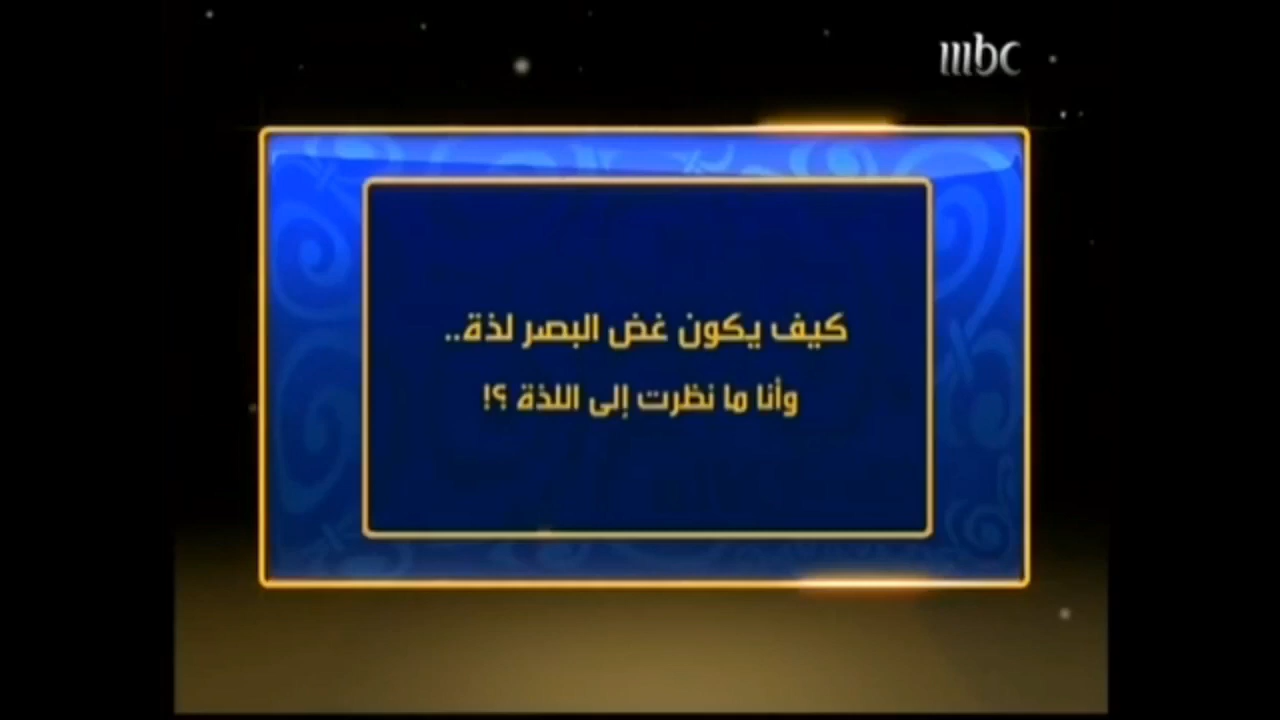 mbc
كيف يكون غض البصر لذة..
وأنا ما نظرت إلى اللذة ؟!